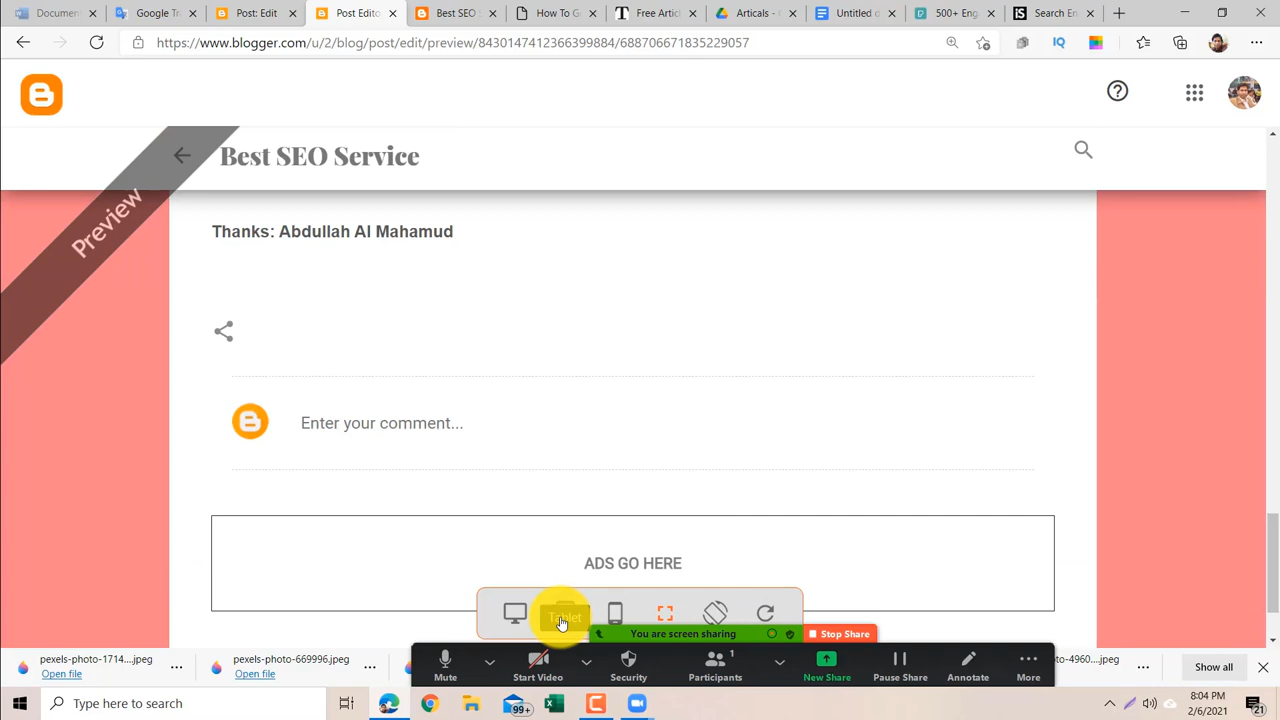 Documen
Google Tr
Post: Edit
Post Edito
Best SEO
How To G
Free Artic
Articals - G
Untitled d
500+ Eng
Search En
https://www.blogger.com/u/2/blog/post/edit/preview/8430147412366399884/688706671835229057
Preview
Best SEO Service
Thanks: Abdullah Al Mahamud
Enter your comment...
ADS GO HERE
Tablet
You are screen sharing
Stop Share
pexels-photo-1714....jpeg
Open file
pexels-photo-669996.jpeg
Open file
Mute
Start Video
Security
1
Participants
New Share
Pause Share
Annotate
More
to-4960....jpeg
Show all
Type here to search
99+
8:04 PM
2/6/2021
21